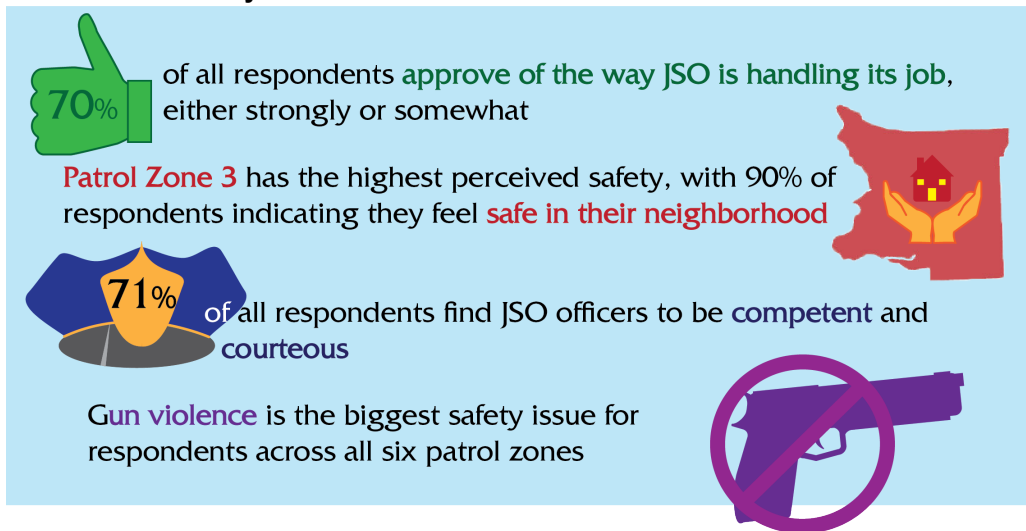 70%
of all respondents approve of the way JSO is handling its job,
either strongly or somewhat
Patrol Zone 3 has the highest perceived safety, with 90% of
respondents indicating they feel safe in their neighborhood
71%
of all respondents find JSO officers to be competent and
courteous
Gun violence is the biggest safety issue for
respondents across all six patrol zones